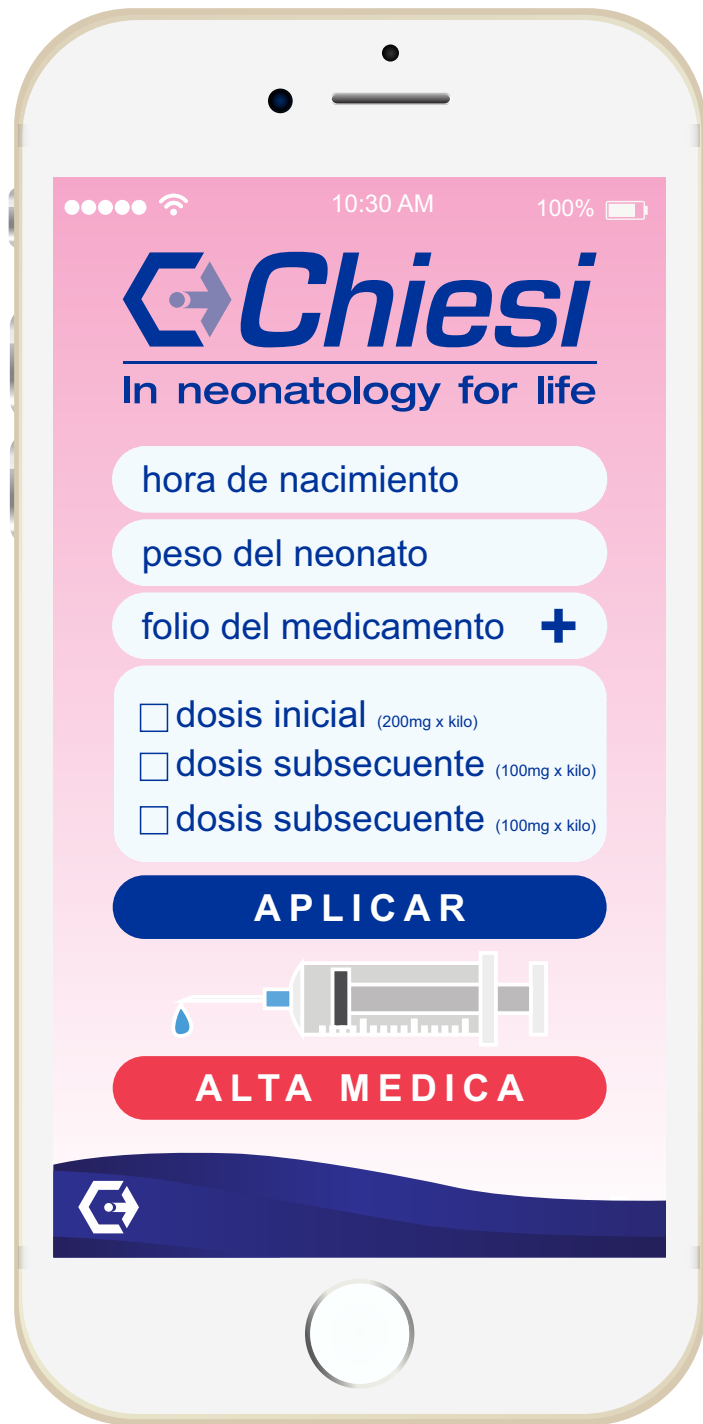 10:30 AM 100%
Chiesi
In neonatology for life
hora de nacimiento
peso del neonato
folio del medicamento +
dosis inicial (200mg x kilo)
dosis subsecuente (100mg x kilo)
dosis subsecuente (100mg x kilo)
APLICAR
ALTA MEDICA